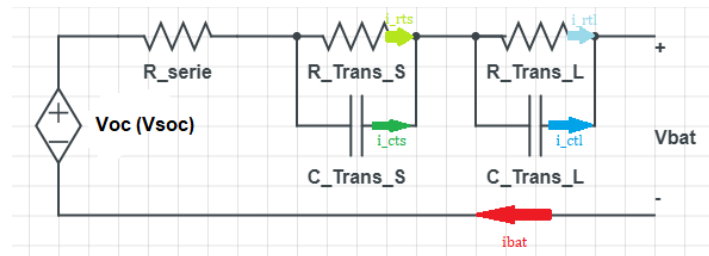 i_rts
i_rtl
+
R_serie
R_Trans_S
R_Trans_L
+
Voc (Vsoc)
i_cts
i_ctl
Vbat
C_Trans_S
C_Trans_L
-
ibat